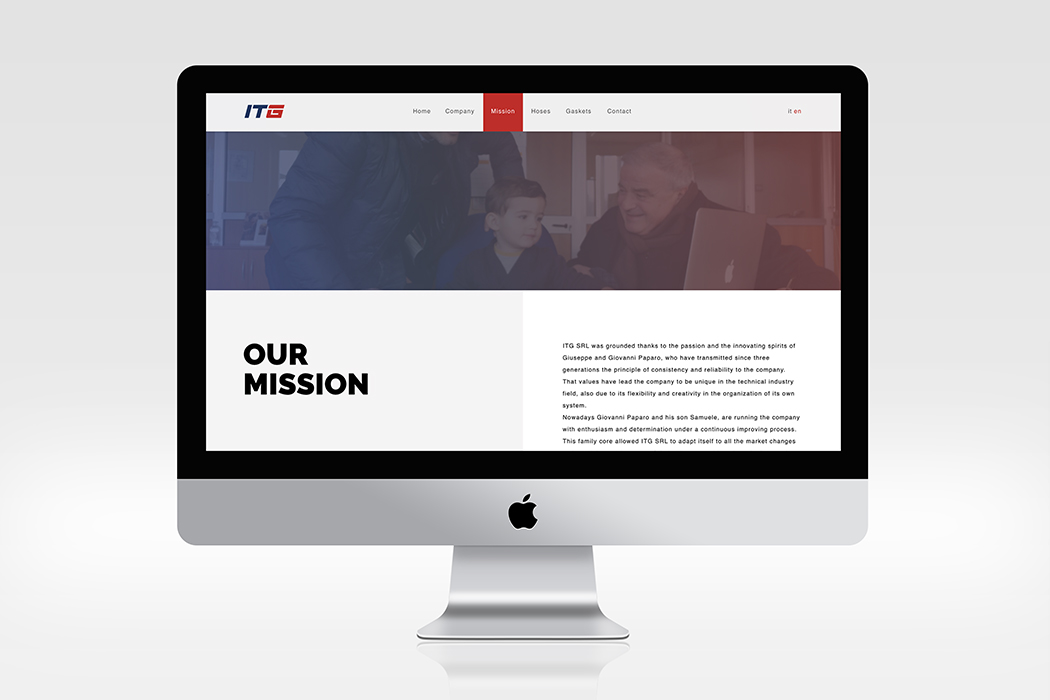 ITG
Home Company Mission Hoses Gaskets Contact
it en
OUR
MISSION
ITG SRL was grounded thanks to the passion and the innovating spirits of
Giuseppe and Giovanni Paparo, who have transmitted since three
generations the principle of consistency and reliability to the company.
That values have lead the company to be unique in the technical industry
field, also due to its flexibility and creativity in the organization of its own
system.
Nowadays Giovanni Paparo and his son Samuele, are running the company
with enthusiasm and determination under a continuous improving process.
This family core allowed ITG SRL to adapt itself to all the market changes